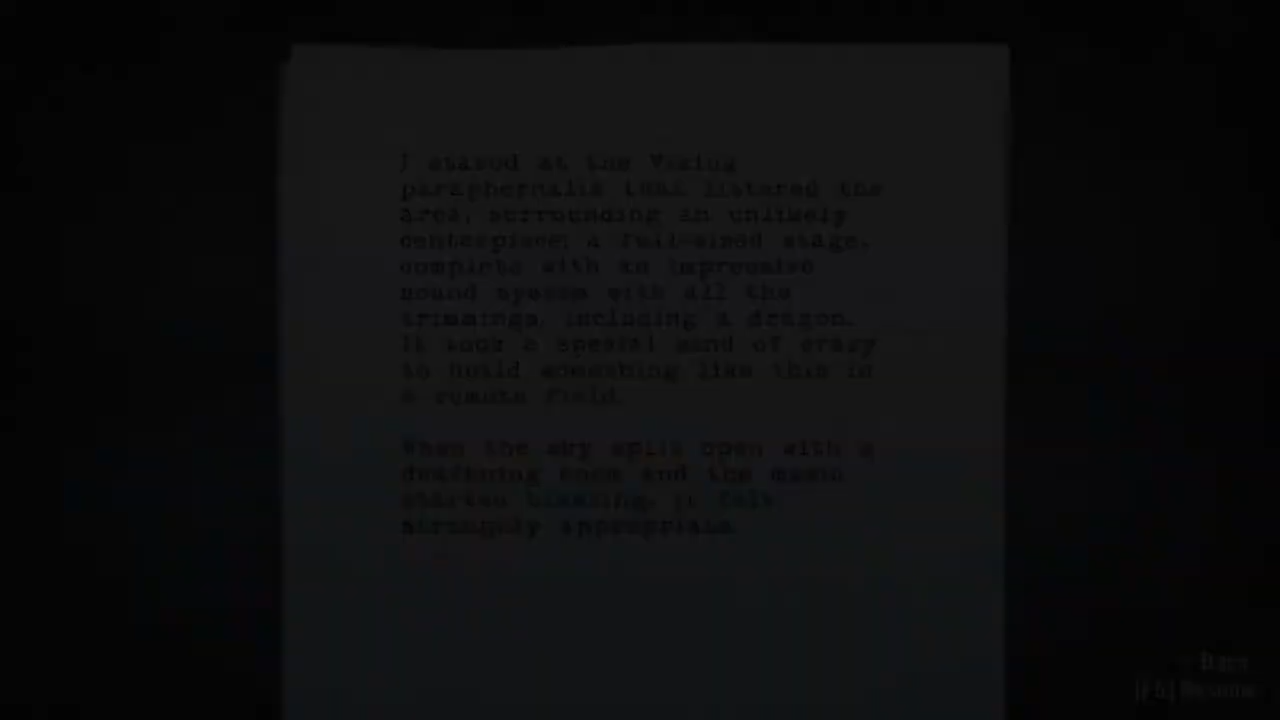 I stared at the Viking
paraphernalia that littered the
area, surrounding an unlikely
centerpiece: a full-sized stage,
complete with an impressive
sound system with all the
trimmings, including a dragon.
It took a special kind of crazy
to build something like this in
a remote field.
When the sky split open with a
deafening boom and the music
started blasting, it felt
strangely appropriate.